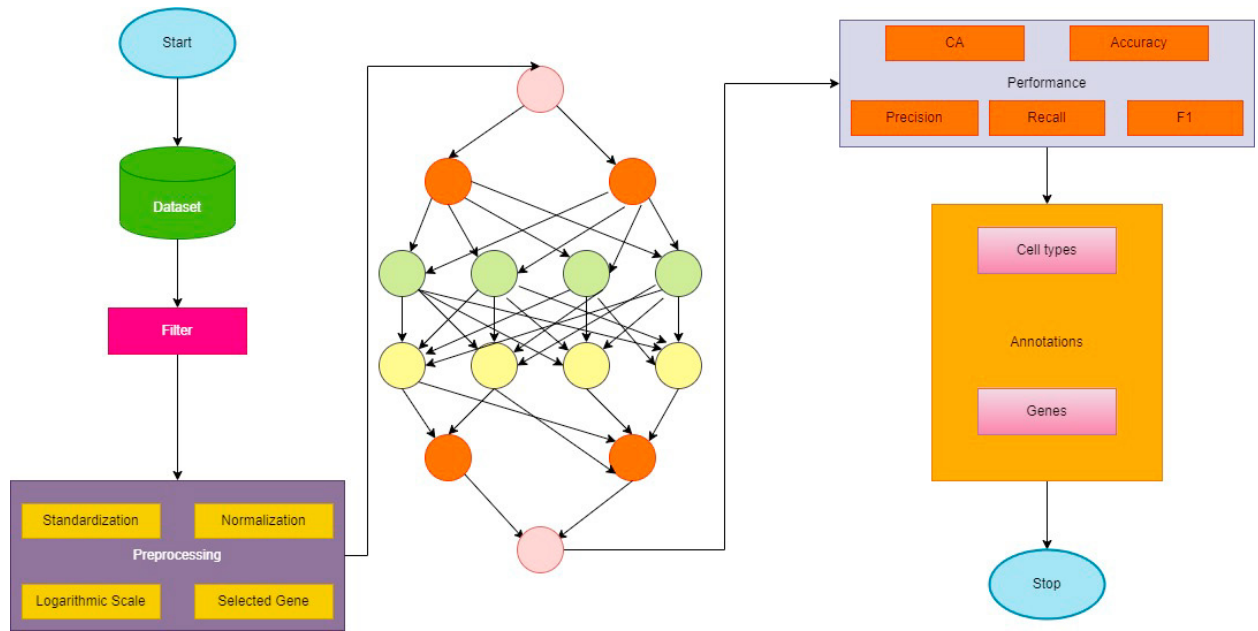 Start
Dataset
Filter
Standardization
Normalization
Preprocessing
Logarithmic Scale
Selected Gene
CA
Accuracy
Performance
Precision
Recall
F1
Cell types
Annotations
Genes
Stop